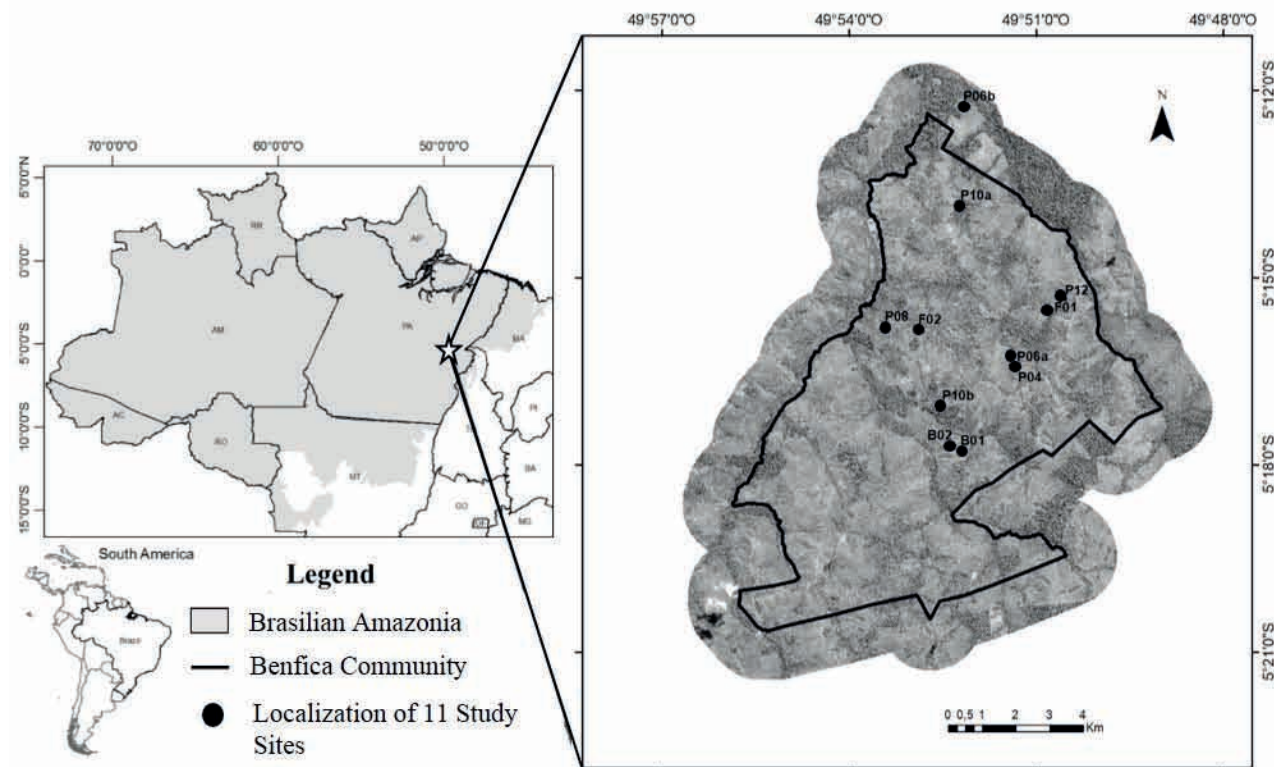 49°57'0"O 49°54'0"O 49°51'0"O 49°48'0"O
70°0'0"O 60°0'0"O 50°0'0"O
5°0'0"N
0°0'0"
5°0'0"S
10°0'0"S
15°0'0"S
RR
AP
AM
PA
MA
AC
RO
MT
PI
BA
GO
DF
MG
South America
Brazil
Legend
Brasilian Amazonia
Benfica Community
Localization of 11 Study
Sites
P06b
N
P10a
P12
F01
P08
F02
P06a
P04
P10b
B02
B01
5°12'0"S
5°15'0"S
5°18'0"S
5°21'0"S
0 0,5 1 2 3 4
Km